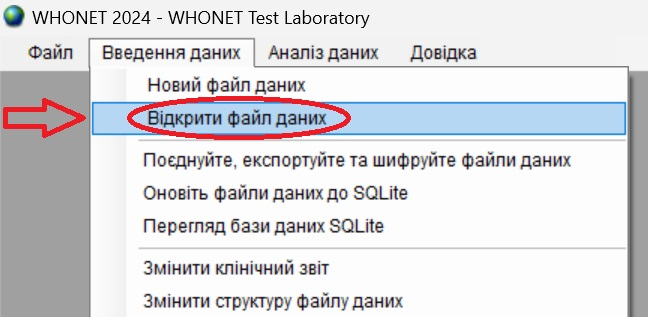 WHONET 2024 - WHONET Test Laboratory
Файл Введення даних Аналіз даних Довідка
Новий файл даних
Відкрити файл даних
Поєднуйте, експортуйте та шифруйте файли даних
Оновіть файли даних до SQLite
Перегляд бази даних SQLite
Змінити клінічний звіт
Змінити структуру файлу даних